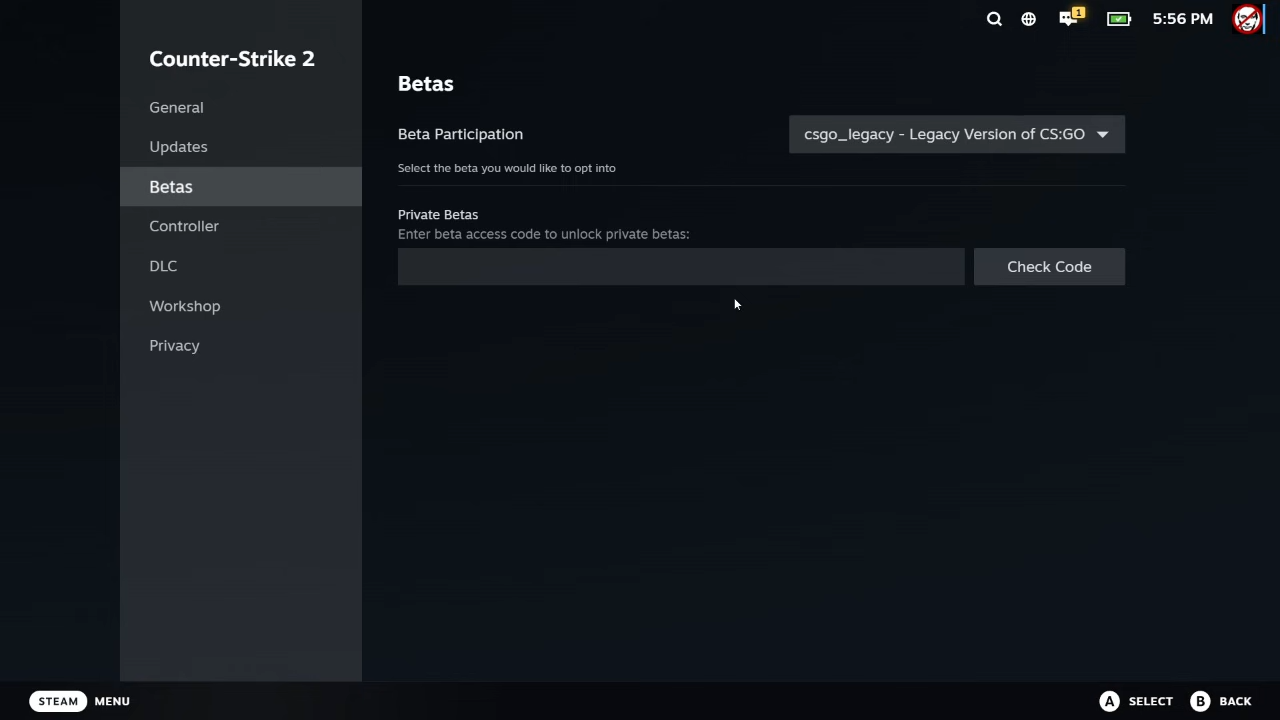 1
5:56 PM
Counter-Strike 2
General
Updates
Betas
Controller
DLC
Workshop
Privacy
Betas
Beta Participation
csgo_legacy - Legacy Version of CS:GO
Select the beta you would like to opt into
Private Betas
Enter beta access code to unlock private betas:
Check Code
STEAM MENU
A SELECT B BACK